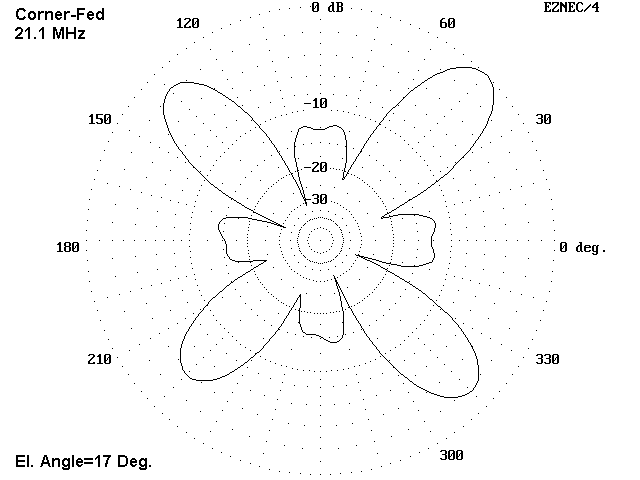 Corner-Fed
21.1 MHz
0 dB
EZNEC/4
120
60
-10
150
30
-20
-30
180
0 deg.
210
330
300
El. Angle=17 Deg.